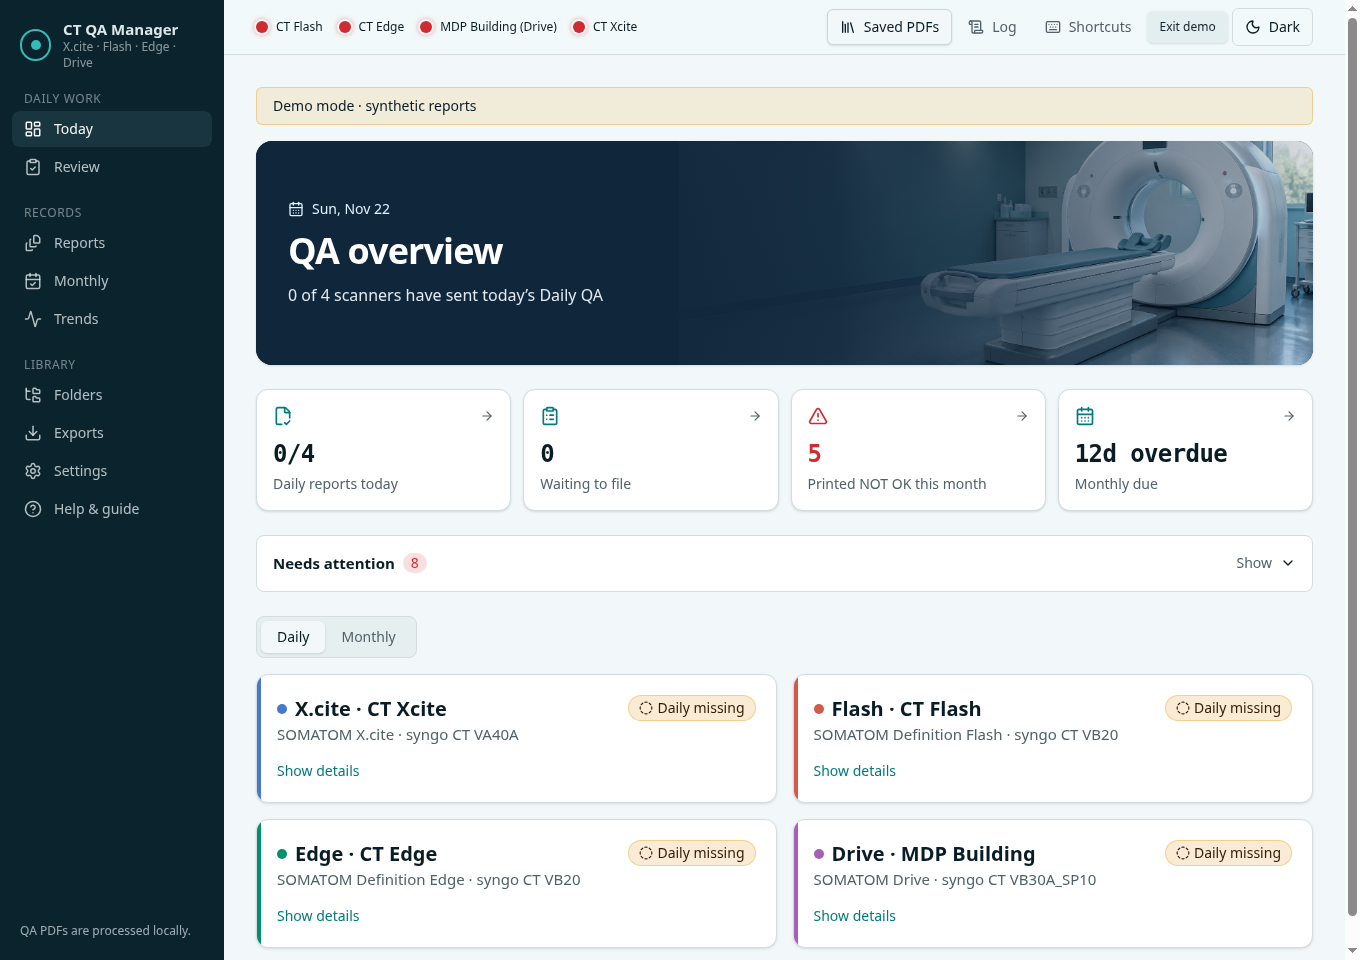 CT QA Manager
X.cite · Flash · Edge ·
Drive
DAILY WORK
Today
Review
RECORDS
Reports
Monthly
Trends
LIBRARY
Folders
Exports
Settings
Help & guide
QA PDFs are processed locally.
CT Flash
CT Edge
MDP Building (Drive)
CT Xcite
Saved PDFs
Log
Shortcuts
Exit demo
Dark
Demo mode · synthetic reports
Sun, Nov 22
QA overview
0 of 4 scanners have sent today’s Daily QA
0/4
Daily reports today
0
Waiting to file
5
Printed NOT OK this month
12d overdue
Monthly due
Needs attention 8
Show
Daily
Monthly
X.cite · CT Xcite
Daily missing
SOMATOM X.cite · syngo CT VA40A
Show details
Flash · CT Flash
Daily missing
SOMATOM Definition Flash · syngo CT VB20
Show details
Edge · CT Edge
Daily missing
SOMATOM Definition Edge · syngo CT VB20
Show details
Drive · MDP Building
Daily missing
SOMATOM Drive · syngo CT VB30A_SP10
Show details